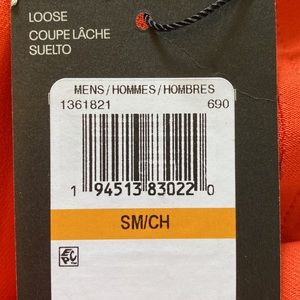 LOOSE
COUPE LÂCHE
SUELTO
MENS/HOMMES/HOMBRES
1361821 690
1 94513 83022 0
SM/CH